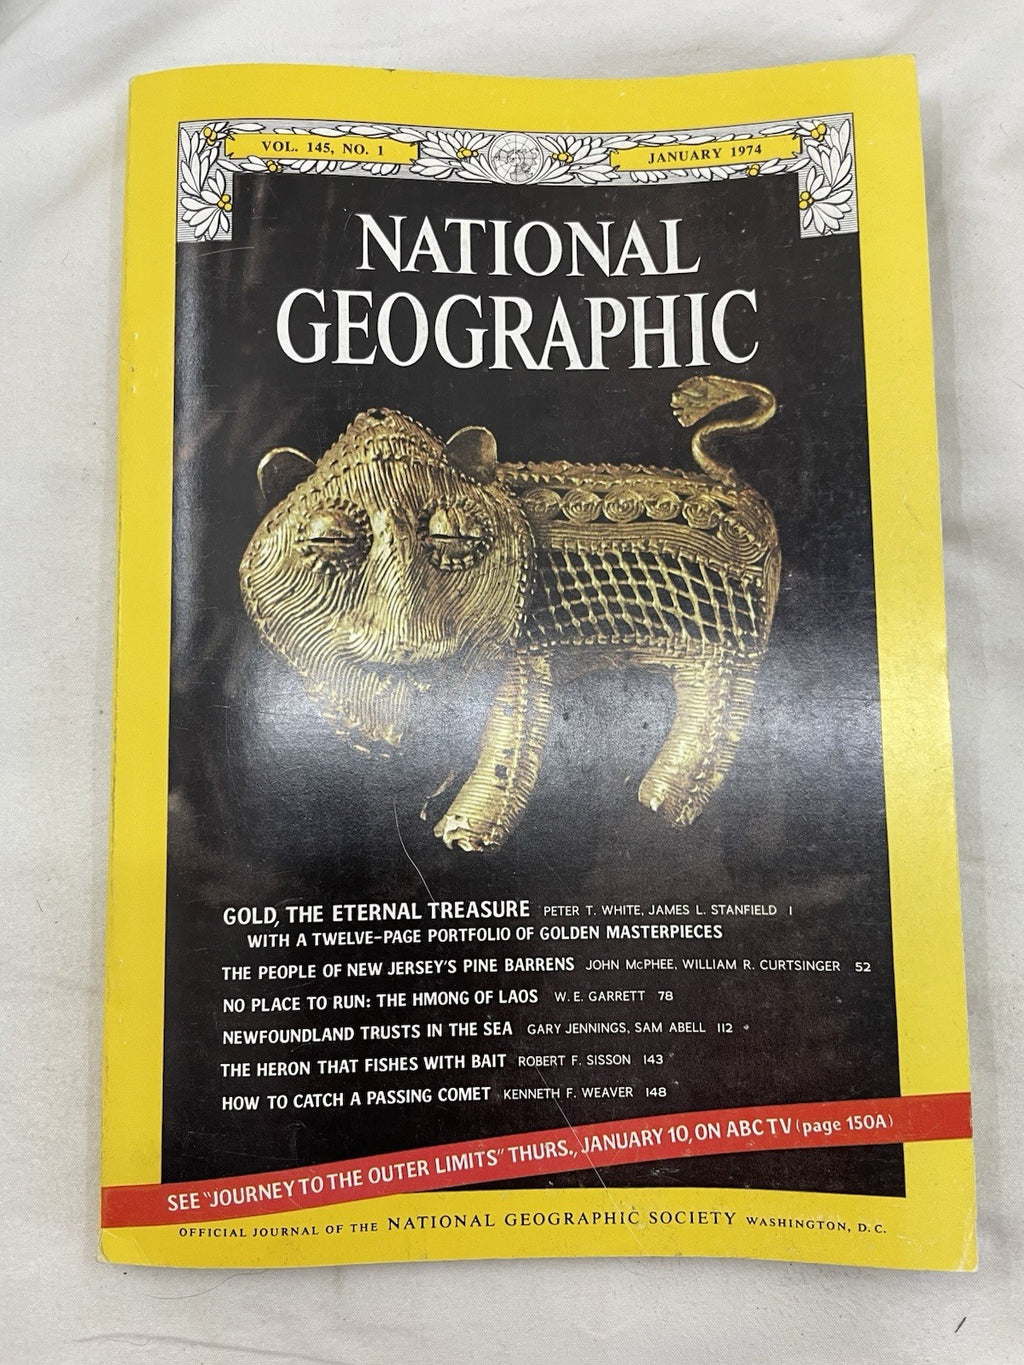 VOL. 145, NO. 1
JANUARY 1974
NATIONAL
GEOGRAPHIC
GOLD, THE ETERNAL TREASURE PETER T. WHITE, JAMES L. STANFIELD 1
WITH A TWELVE-PAGE PORTFOLIO OF GOLDEN MASTERPIECES
THE PEOPLE OF NEW JERSEY'S PINE BARRENS JOHN McPHEE, WILLIAM R. CURTSINGER 52
NO PLACE TO RUN: THE HMONG OF LAOS W. E. GARRETT 78
NEWFOUNDLAND TRUSTS IN THE SEA GARY JENNINGS, SAM ABELL 112
THE HERON THAT FISHES WITH BAIT ROBERT F. SISSON 143
HOW TO CATCH A PASSING COMET KENNETH F. WEAVER 148
SEE "JOURNEY TO THE OUTER LIMITS" THURS., JANUARY 10, ON ABC TV (page 150A)
OFFICIAL JOURNAL OF THE NATIONAL GEOGRAPHIC SOCIETY WASHINGTON, D.C.